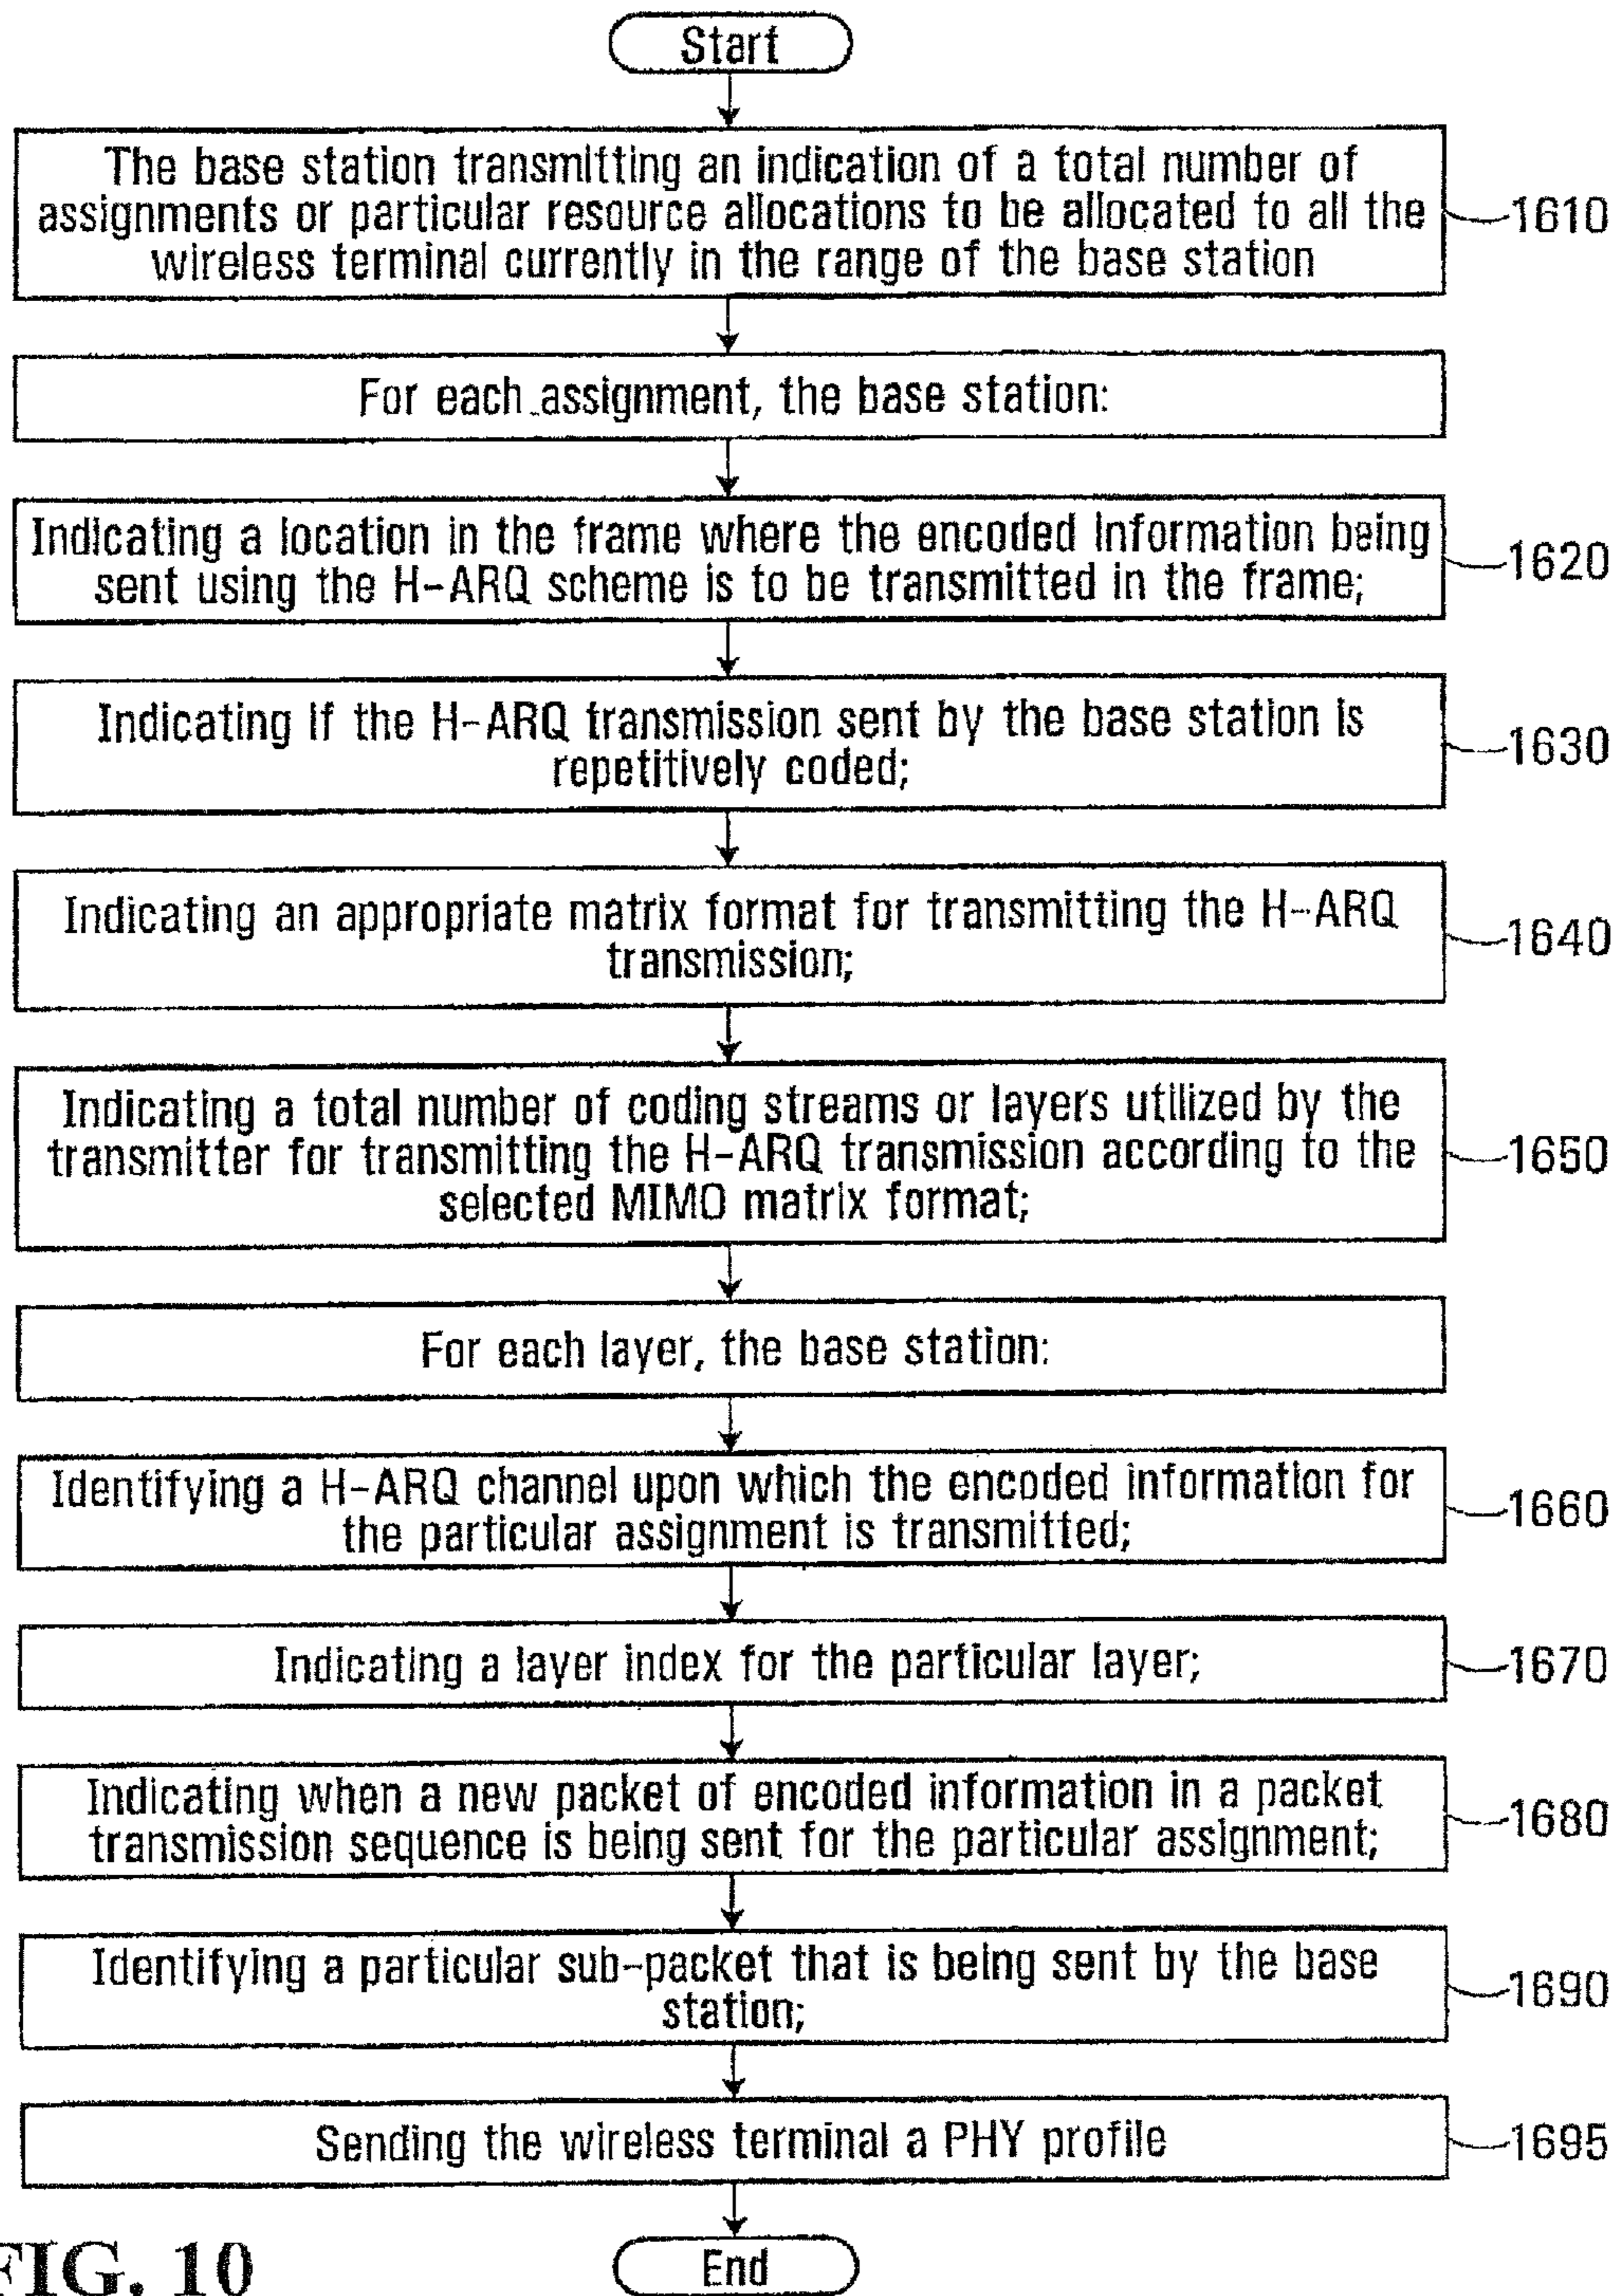 Start
The base station transmitting an indication of a total number of
assignments or particular resource allocations to be allocated to all the
wireless terminal currently in the range of the base station
1610
For each assignment, the base station:
Indicating a location in the frame where the encoded information being
sent using the H-ARQ scheme is to be transmitted in the frame;
1620
Indicating if the H-ARQ transmission sent by the base station is
repetitively coded;
1630
Indicating an appropriate matrix format for transmitting the H-ARQ
transmission;
1640
Indicating a total number of coding streams or layers utilized by the
transmitter for transmitting the H-ARQ transmission according to the
selected MIMO matrix format;
1650
For each layer, the base station:
Identifying a H-ARQ channel upon which the encoded information for
the particular assignment is transmitted;
1660
Indicating a layer index for the particular layer;
1670
Indicating when a new packet of encoded information in a packet
transmission sequence is being sent for the particular assignment;
1680
Identifying a particular sub-packet that is being sent by the base
station;
1690
Sending the wireless terminal a PHY profile
1695
End
FIG. 10